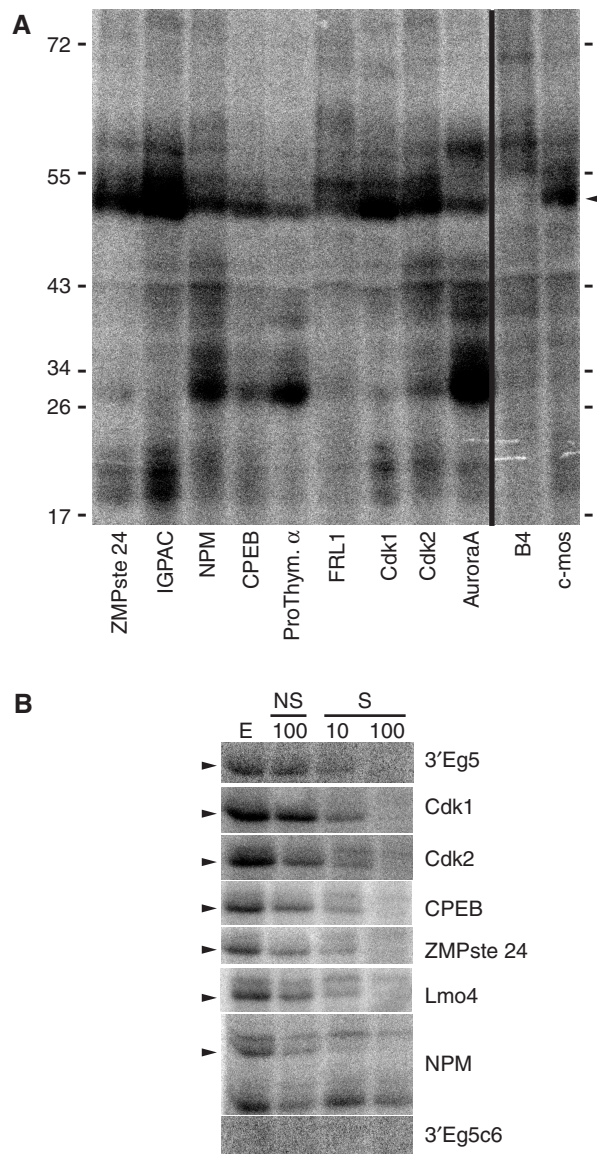 A
72
55
43
34
26
17
ZMPste 24
IGPAC
NPM
CPEB
ProThym. α
FRL1
Cdk1
Cdk2
AuroraA
B4
c-mos
B
NS S
E 100 10 100
3′Eg5
Cdk1
Cdk2
CPEB
ZMPste 24
Lmo4
NPM
3′Eg5c6